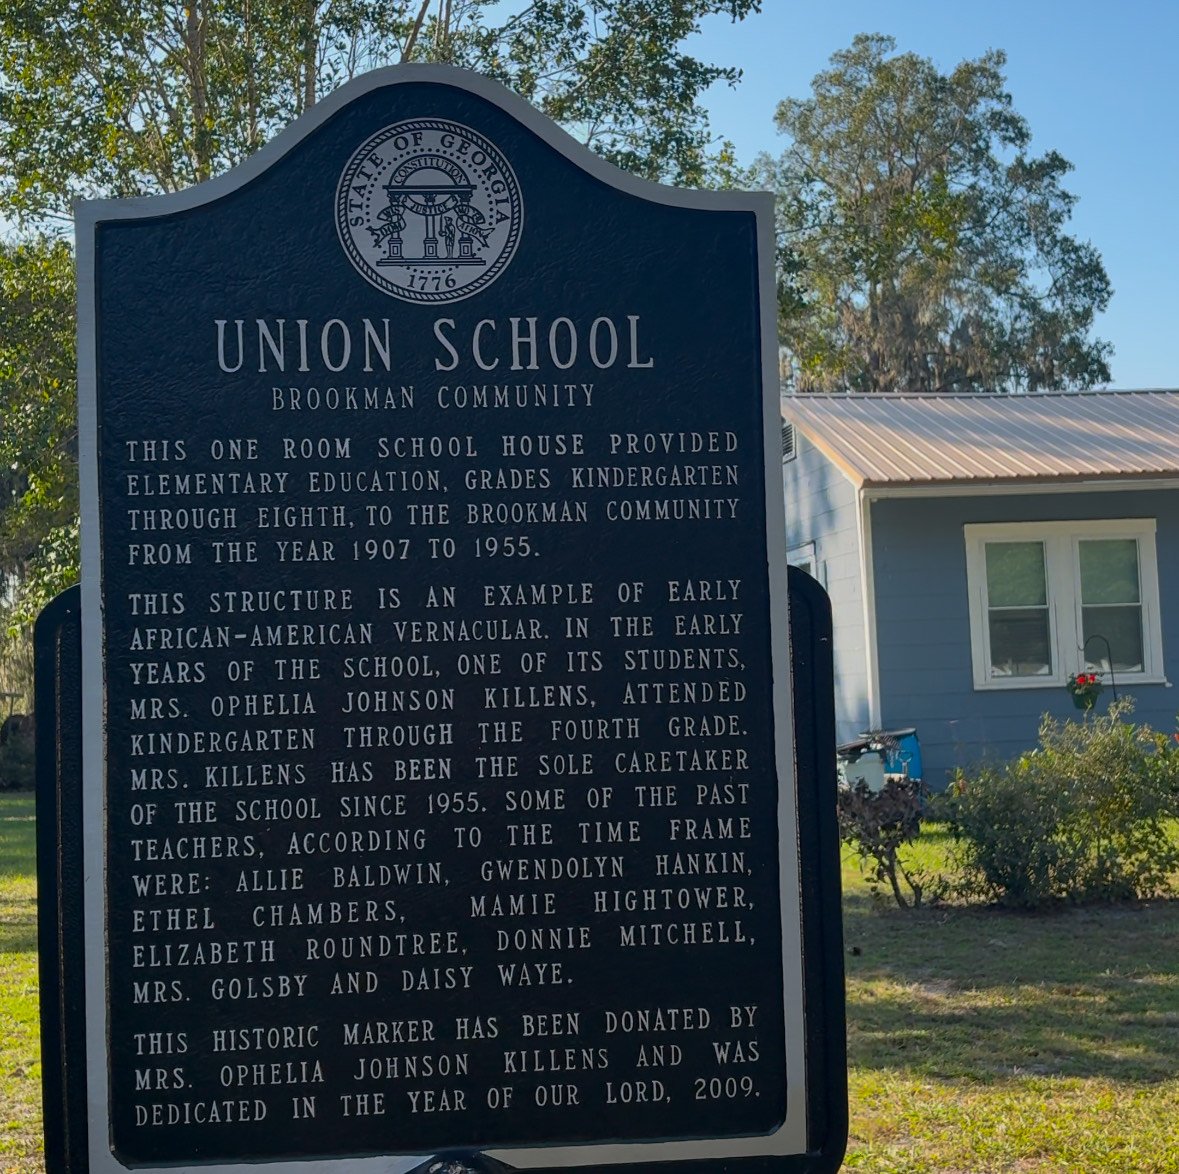 STATE OF GEORGIA
CONSTITUTION
JUSTICE
1776
UNION SCHOOL
BROOKMAN COMMUNITY
THIS ONE ROOM SCHOOL HOUSE PROVIDED
ELEMENTARY EDUCATION, GRADES KINDERGARTEN
THROUGH EIGHTH, TO THE BROOKMAN COMMUNITY
FROM THE YEAR 1907 TO 1955.
THIS STRUCTURE IS AN EXAMPLE OF EARLY
AFRICAN-AMERICAN VERNACULAR. IN THE EARLY
YEARS OF THE SCHOOL, ONE OF ITS STUDENTS,
MRS. OPHELIA JOHNSON KILLENS, ATTENDED
KINDERGARTEN THROUGH THE FOURTH GRADE.
MRS. KILLENS HAS BEEN THE SOLE CARETAKER
OF THE SCHOOL SINCE 1955. SOME OF THE PAST
TEACHERS, ACCORDING TO THE TIME FRAME
WERE: ALLIE BALDWIN, GWENDOLYN HANKIN,
ETHEL CHAMBERS, MAMIE HIGHTOWER,
ELIZABETH ROUNDTREE, DONNIE MITCHELL,
MRS. GOLSBY AND DAISY WAYE.
THIS HISTORIC MARKER HAS BEEN DONATED BY
MRS. OPHELIA JOHNSON KILLENS AND WAS
DEDICATED IN THE YEAR OF OUR LORD, 2009.